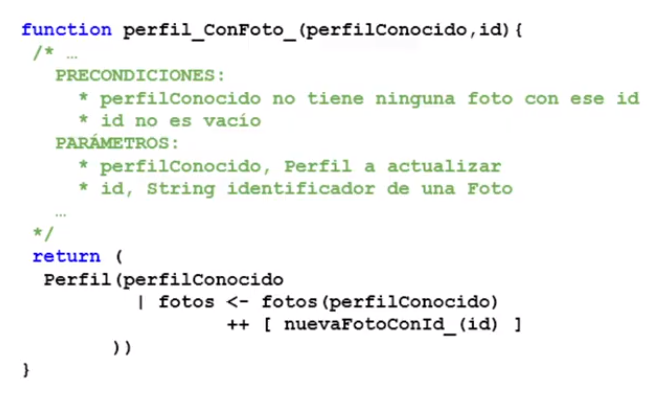 function perfil_ConFoto_(perfilConocido,id){
/* …
PRECONDICIONES:
* perfilConocido no tiene ninguna foto con ese id
* id no es vacío
PARÁMETROS:
* perfilConocido, Perfil a actualizar
* id, String identificador de una Foto
…
*/
return (
Perfil(perfilConocido
| fotos <- fotos(perfilConocido)
++ [ nuevaFotoConId_(id) ]
))
}